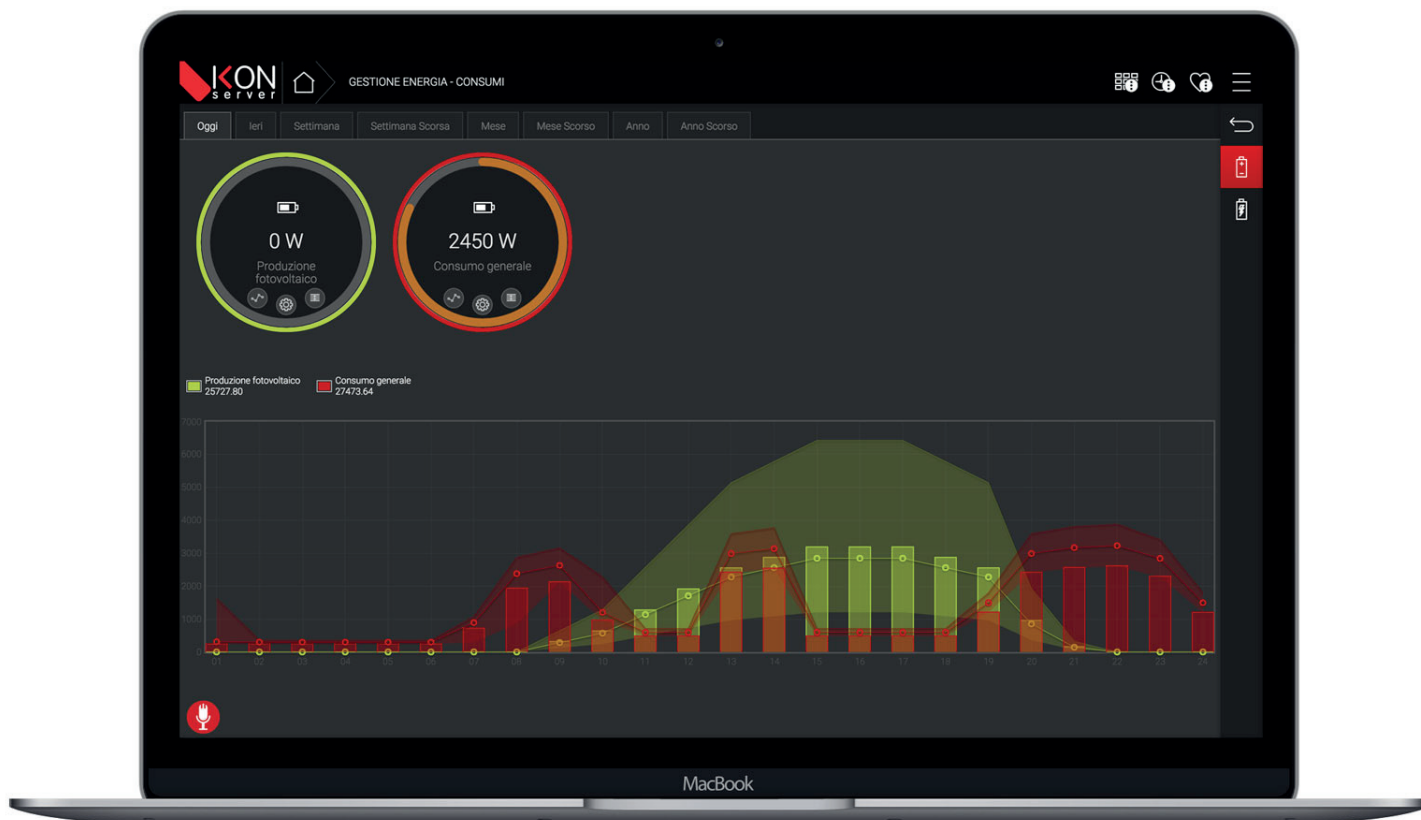 KON
server
GESTIONE ENERGIA - CONSUMI
Oggi
Ieri
Settimana
Settimana Scorsa
Mese
Mese Scorso
Anno
Anno Scorso
0 W
Produzione
fotovoltaico
2450 W
Consumo generale
Produzione fotovoltaico
25727.80
Consumo generale
27473.64
7000
6000
5000
4000
3000
2000
1000
0
01 02 03 04 05 06 07 08 09 10 11 12 13 14 15 16 17 18 19 20 21 22 23 24
MacBook